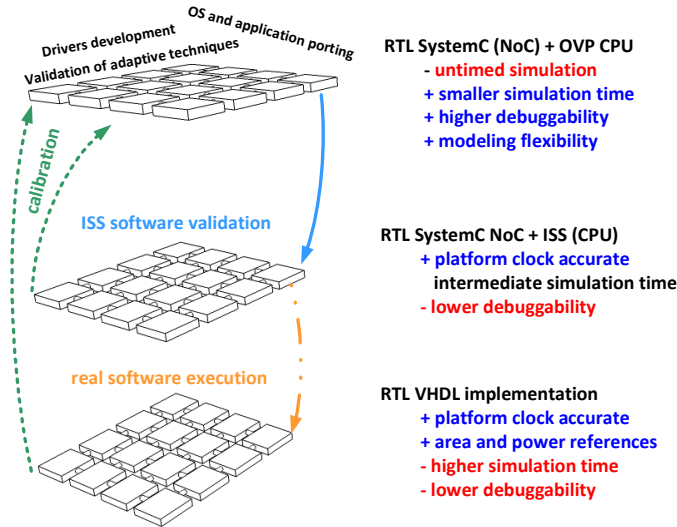 OS and application porting
Drivers development
Validation of adaptive techniques
calibration
ISS software validation
real software execution
RTL SystemC (NoC) + OVP CPU
- untimed simulation
+ smaller simulation time
+ higher debuggability
+ modeling flexibility
RTL SystemC NoC + ISS (CPU)
+ platform clock accurate
intermediate simulation time
- lower debuggability
RTL VHDL implementation
+ platform clock accurate
+ area and power references
- higher simulation time
- lower debuggability